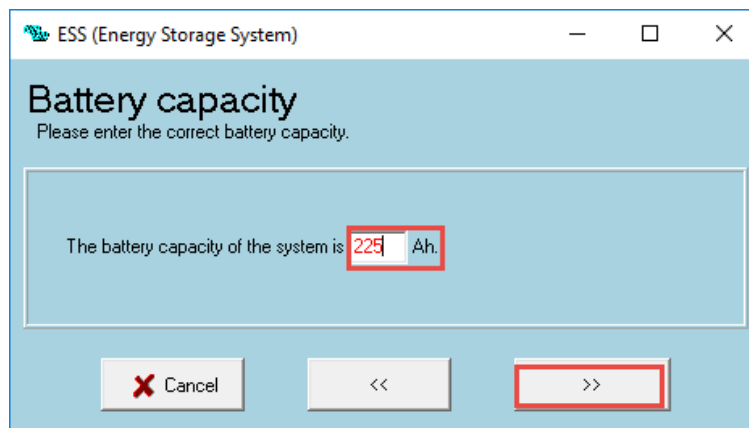 ESS (Energy Storage System)
Battery capacity
Please enter the correct battery capacity.
The battery capacity of the system is 225 Ah.
Cancel << >>